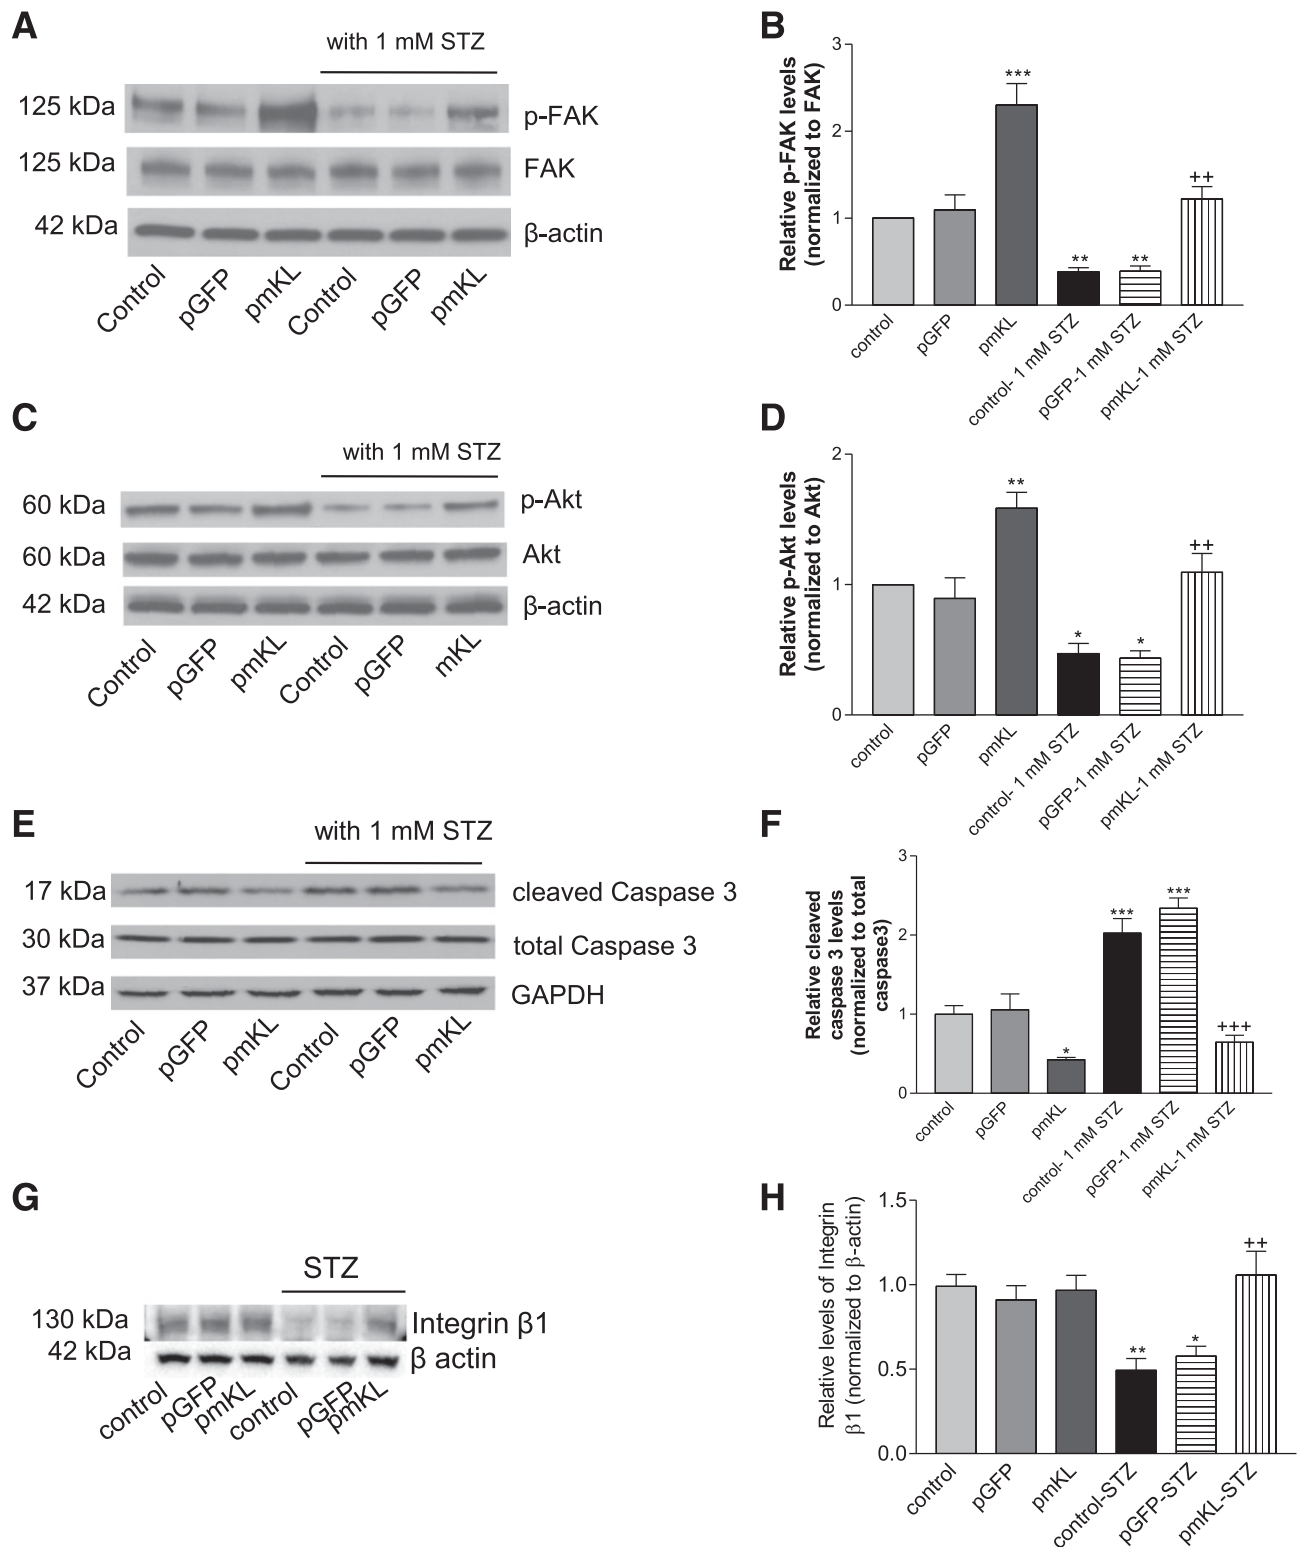 A
with 1 mM STZ
125 kDa
p-FAK
125 kDa
FAK
42 kDa
β-actin
Control
pGFP
pmKL
Control
pGFP
pmKL
B
Relative p-FAK levels
(normalized to FAK)
3
2
1
0
***
**
**
++
control
pGFP
pmKL
control- 1 mM STZ
pGFP-1 mM STZ
pmKL-1 mM STZ
C
with 1 mM STZ
60 kDa
p-Akt
60 kDa
Akt
42 kDa
β-actin
Control
pGFP
pmKL
Control
pGFP
mKL
D
Relative p-Akt levels
(normalized to Akt)
2
1
0
**
*
*
++
control
pGFP
pmKL
control- 1 mM STZ
pGFP-1 mM STZ
pmKL-1 mM STZ
E
with 1 mM STZ
17 kDa
cleaved Caspase 3
30 kDa
total Caspase 3
37 kDa
GAPDH
Control
pGFP
pmKL
Control
pGFP
pmKL
F
Relative cleaved
caspase 3 levels
(normalized to total
caspase3)
3
2
1
0
*
***
***
+++
control
pGFP
pmKL
control- 1 mM STZ
pGFP-1 mM STZ
pmKL-1 mM STZ
G
STZ
130 kDa
Integrin β1
42 kDa
β actin
control
pGFP
pmKL
control
pGFP
pmKL
H
Relative levels of Integrin
β1 (normalized to β-actin)
1.5
1.0
0.5
0.0
**
*
++
control
pGFP
pmKL
control-STZ
pGFP-STZ
pmKL-STZ